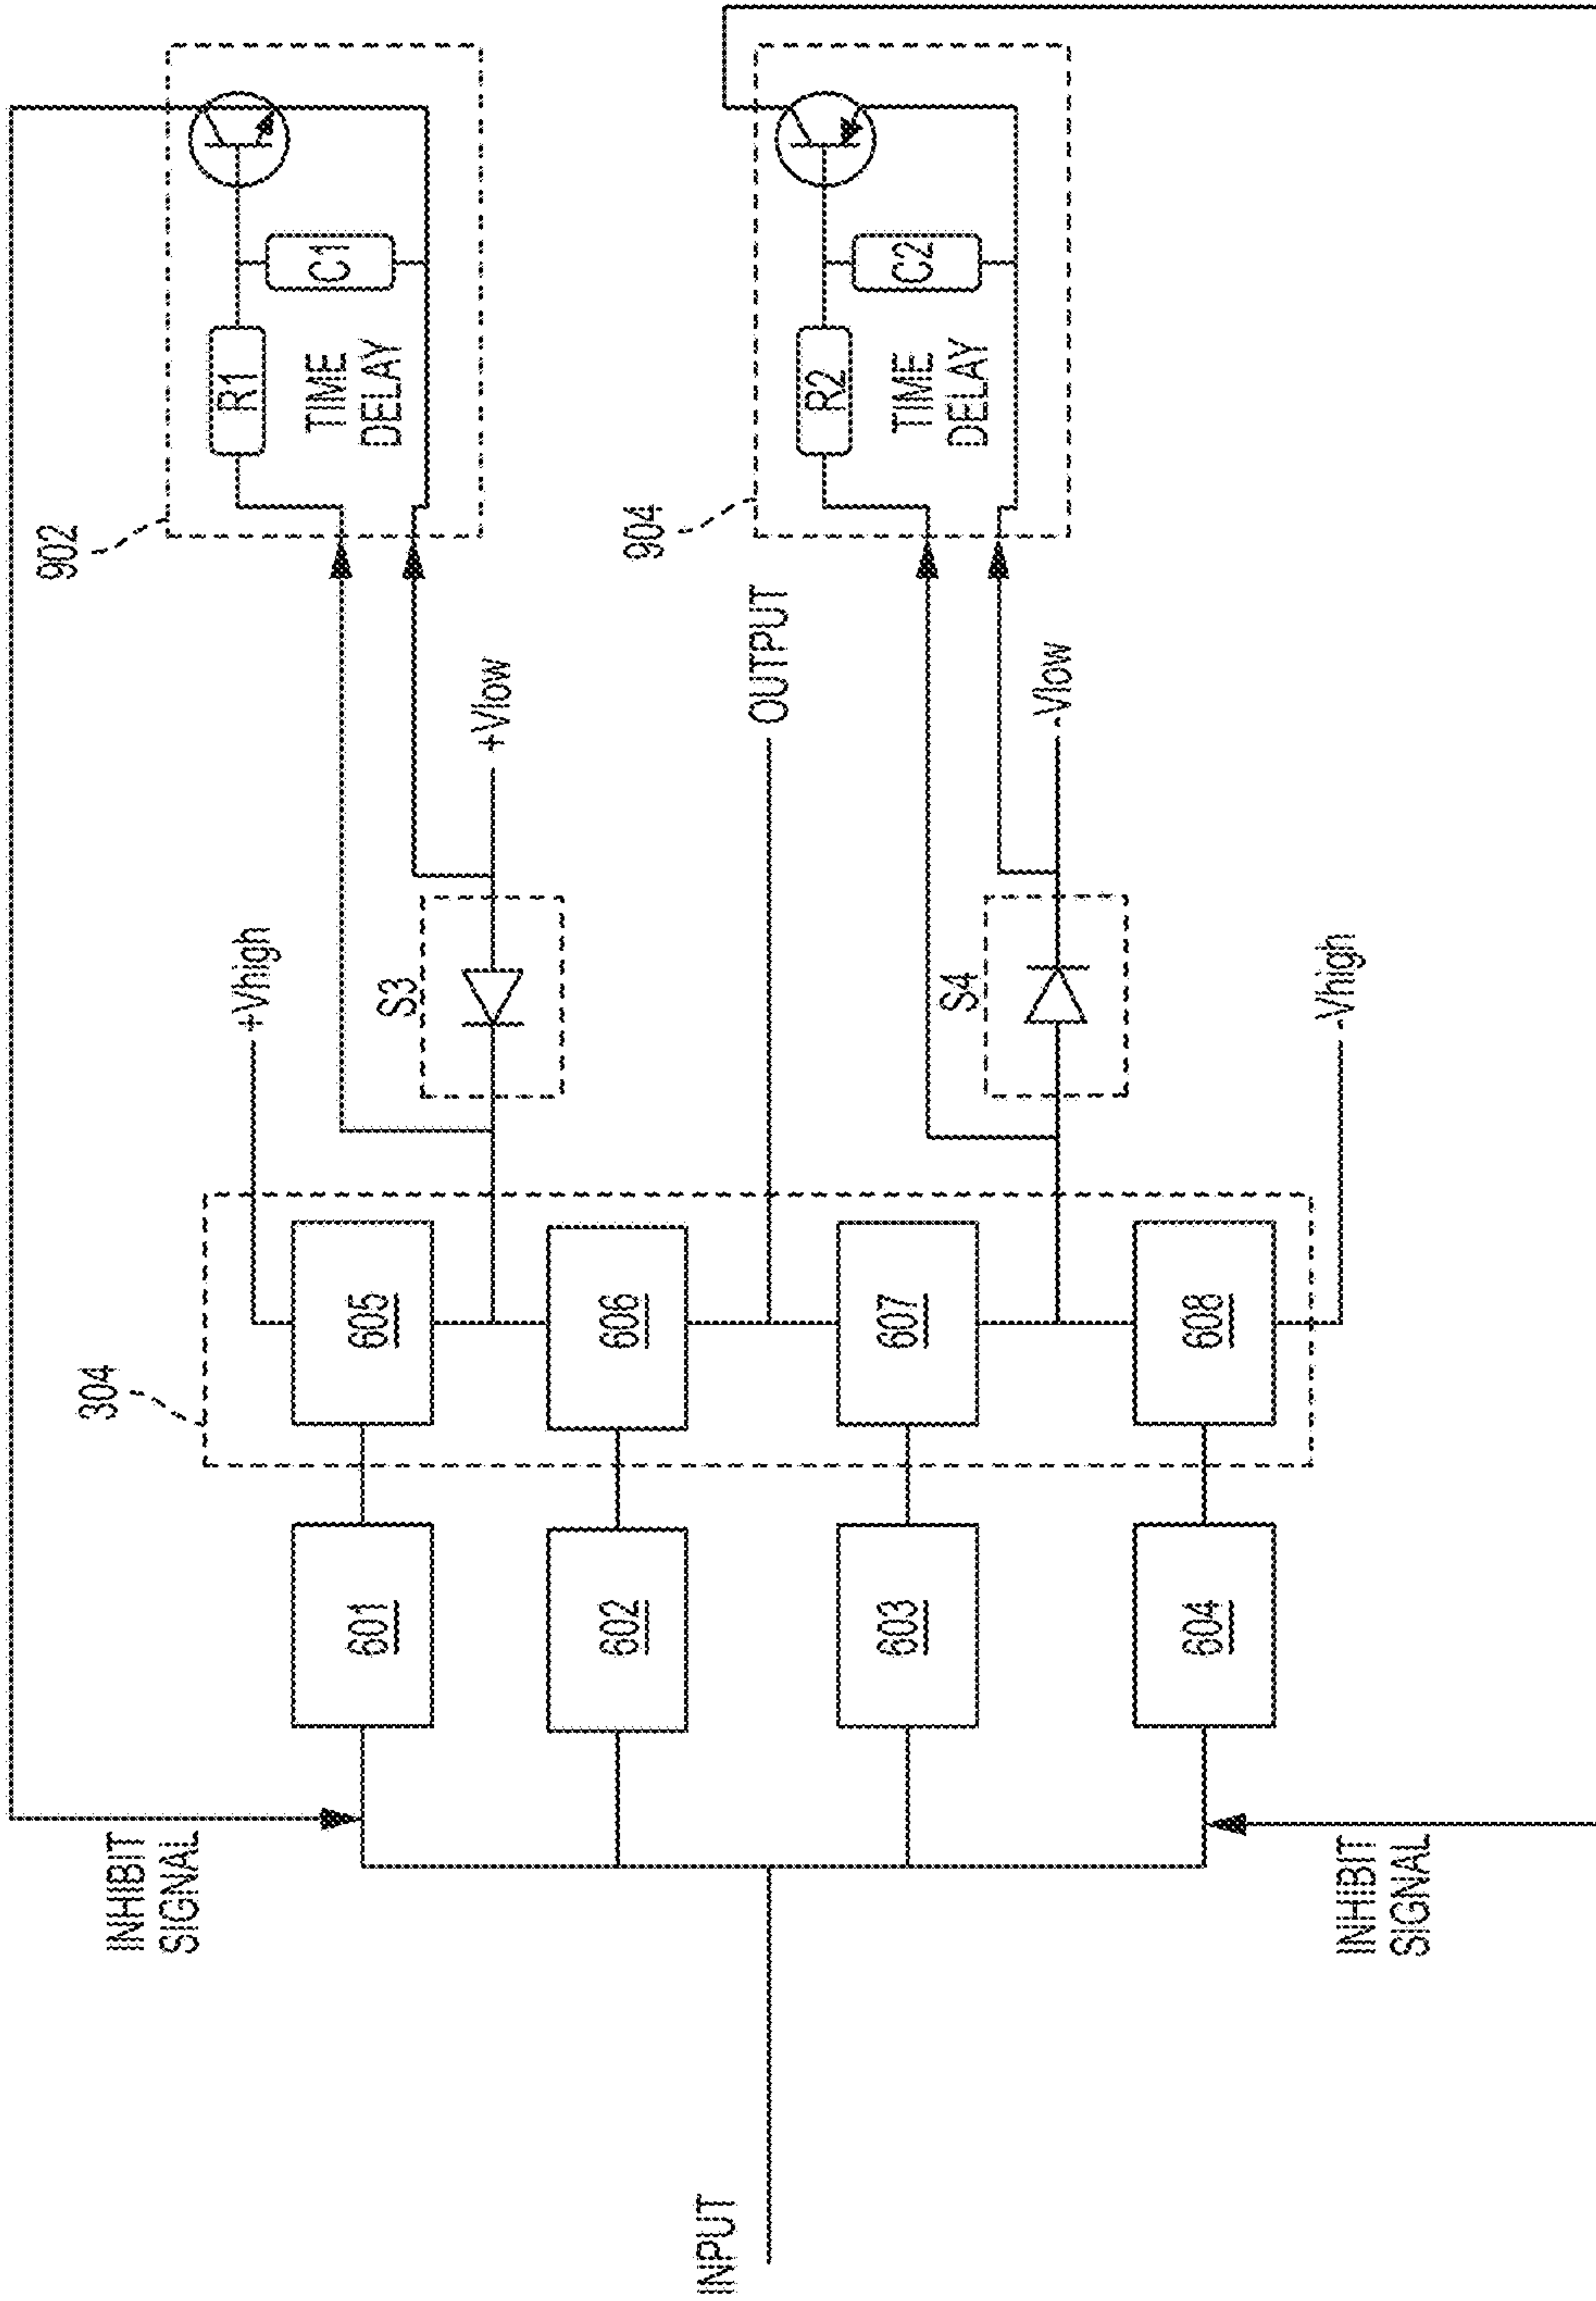 INPUT
INHIBIT
SIGNAL
INHIBIT
SIGNAL
601
602
603
604
304
605
606
607
608
+Vhigh
-Vhigh
S3
S4
+Vlow
OUTPUT
-Vlow
902
R1
C1
TIME
DELAY
904
R2
C2
TIME
DELAY